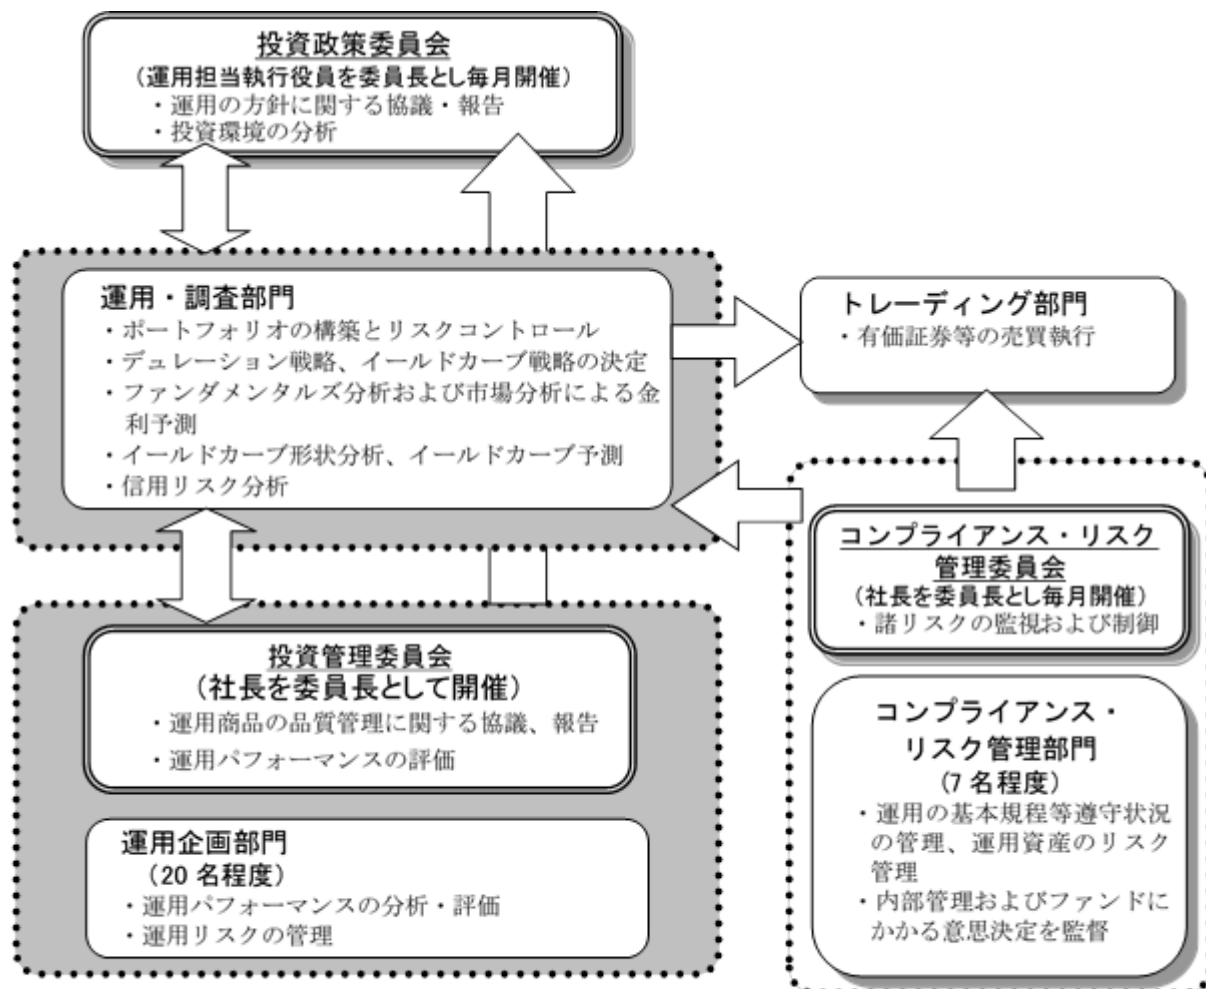 投資政策委員会
(運用担当執行役員を委員長とし毎月開催)
・運用の方針に関する協議・報告
・投資環境の分析
運用・調査部門
・ポートフォリオの構築とリスクコントロール
・デュレーション戦略、イールドカーブ戦略の決定
・ファンダメンタルズ分析および市場分析による金
利予測
・イールドカーブ形状分析、イールドカーブ予測
・信用リスク分析
トレーディング部門
・有価証券等の売買執行
投資管理委員会
(社長を委員長として開催)
・運用商品の品質管理に関する協議、報告
・運用パフォーマンスの評価
運用企画部門
(20 名程度)
・運用パフォーマンスの分析・評価
・運用リスクの管理
コンプライアンス・リスク
管理委員会
(社長を委員長とし毎月開催)
・諸リスクの監視および制御
コンプライアンス・
リスク管理部門
(7 名程度)
・運用の基本規程等遵守状況
の管理、運用資産のリスク
管理
・内部管理およびファンドに
かかる意思決定を監督